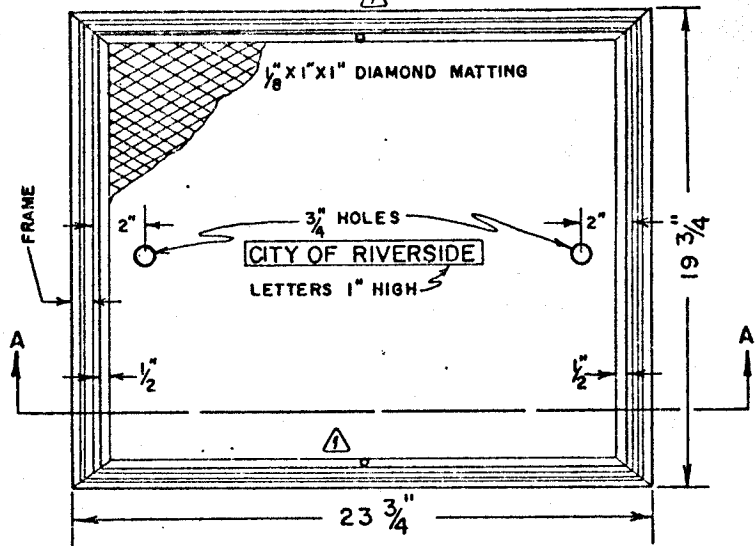 1
1/8" X 1" X 1" DIAMOND MATTING
FRAME
2"
3/4" HOLES
2"
CITY OF RIVERSIDE
LETTERS 1" HIGH
19 3/4"
A
A
1/2"
1/2"
1
23 3/4"